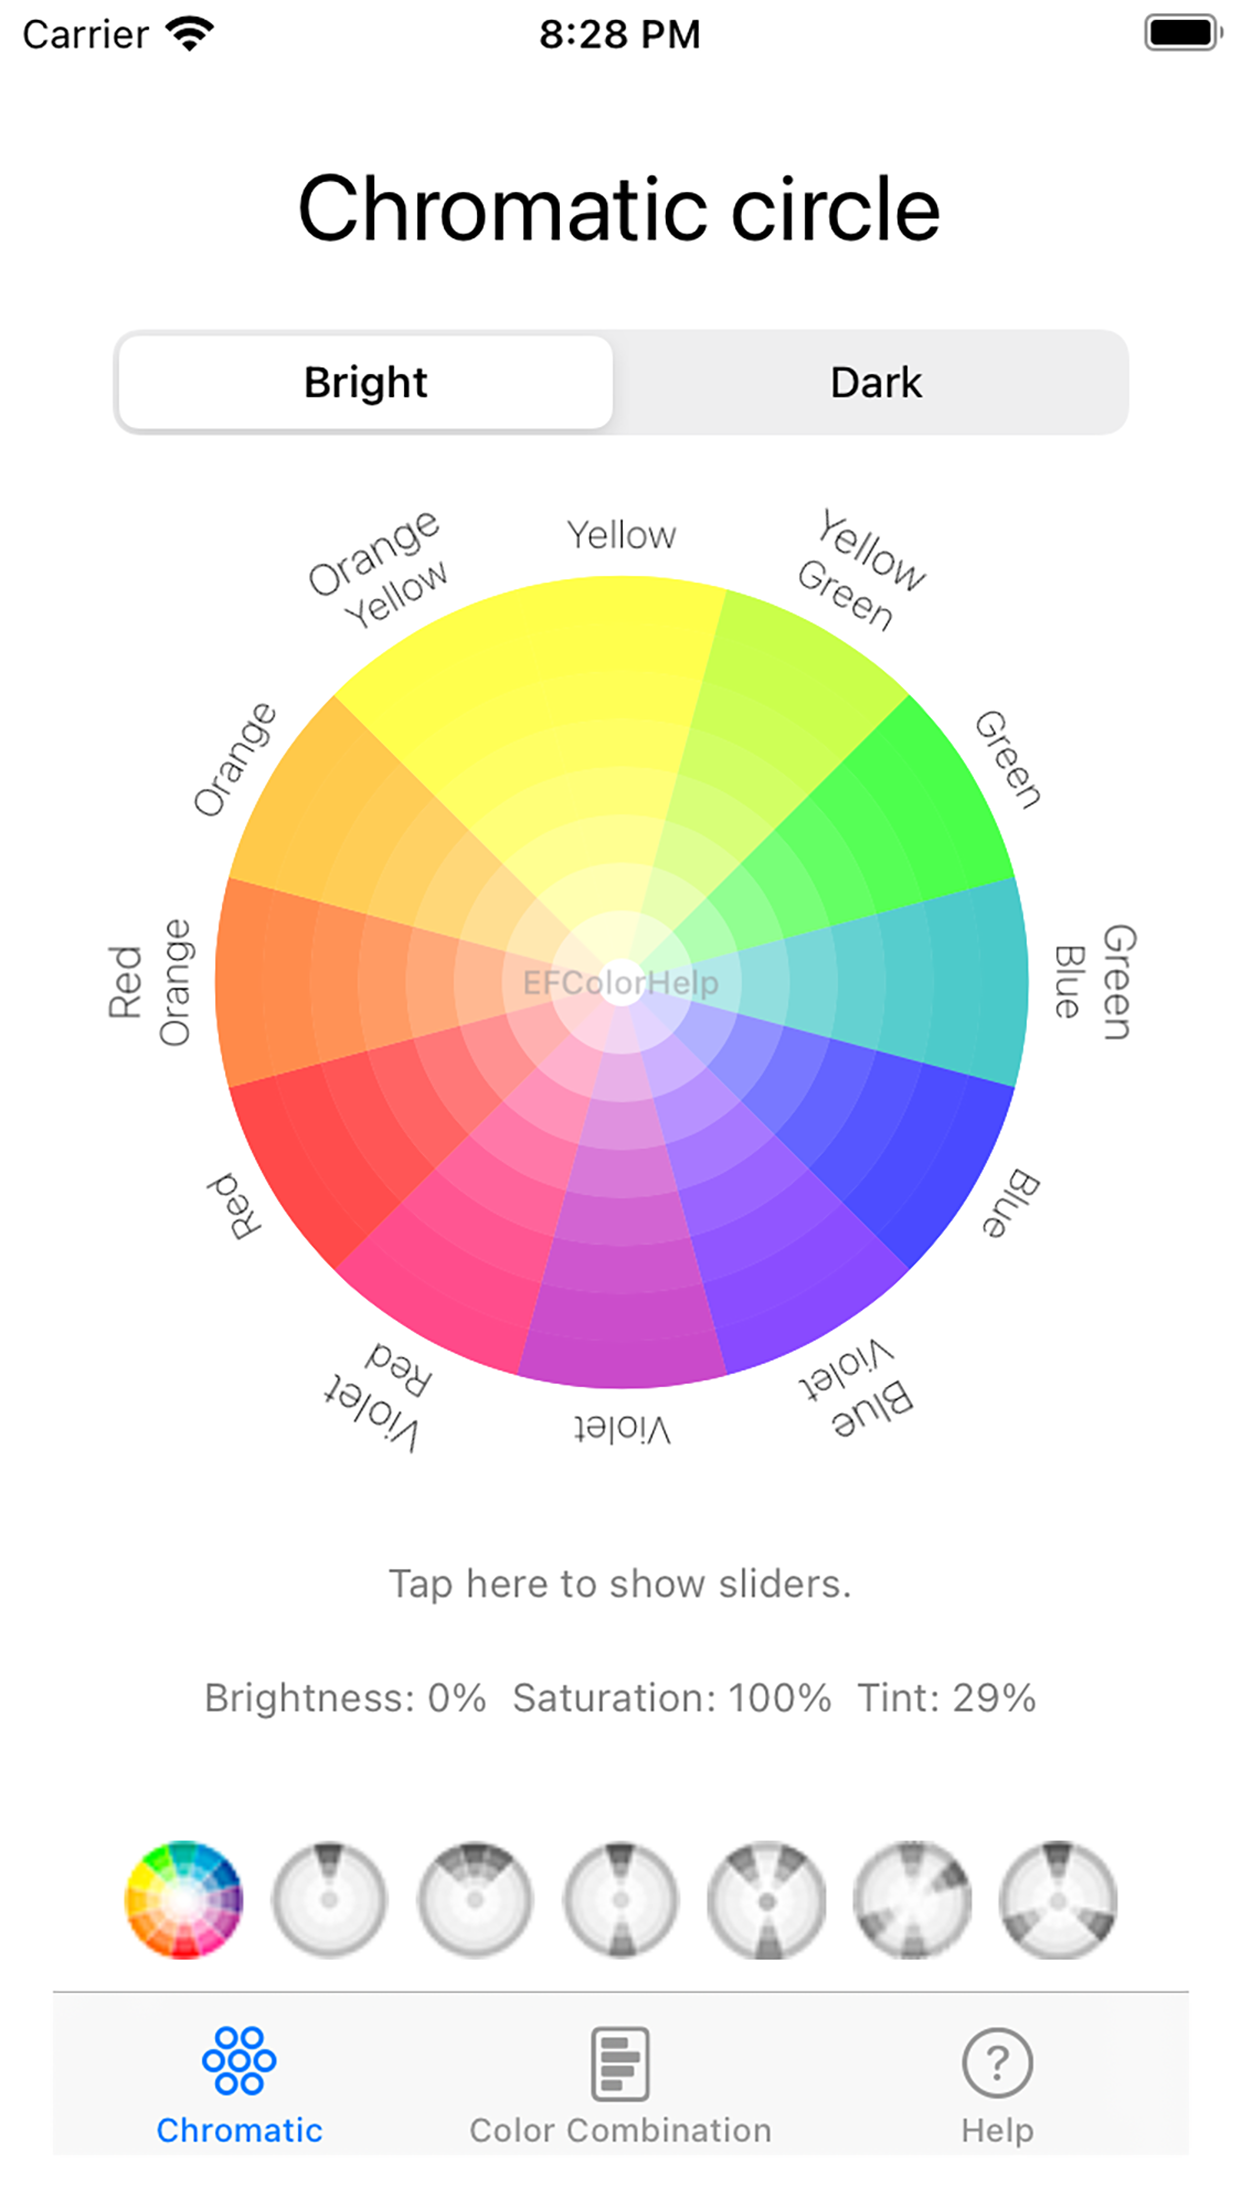 Carrier 8:28 PM
Chromatic circle
Bright Dark
Orange
Yellow
Yellow
Yellow
Green
Orange
Green
Red
Orange
EFColorHelp
Green
Blue
Red
Blue
Red
Violet
Violet
Violet
Blue
Tap here to show sliders.
Brightness: 0% Saturation: 100% Tint: 29%
?
Chromatic Color Combination Help